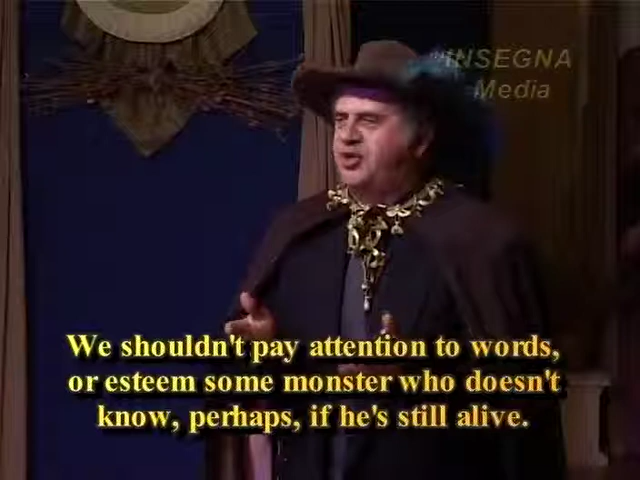 INSEGNA
Media
We shouldn't pay attention to words,
or esteem some monster who doesn't
know, perhaps, if he's still alive.